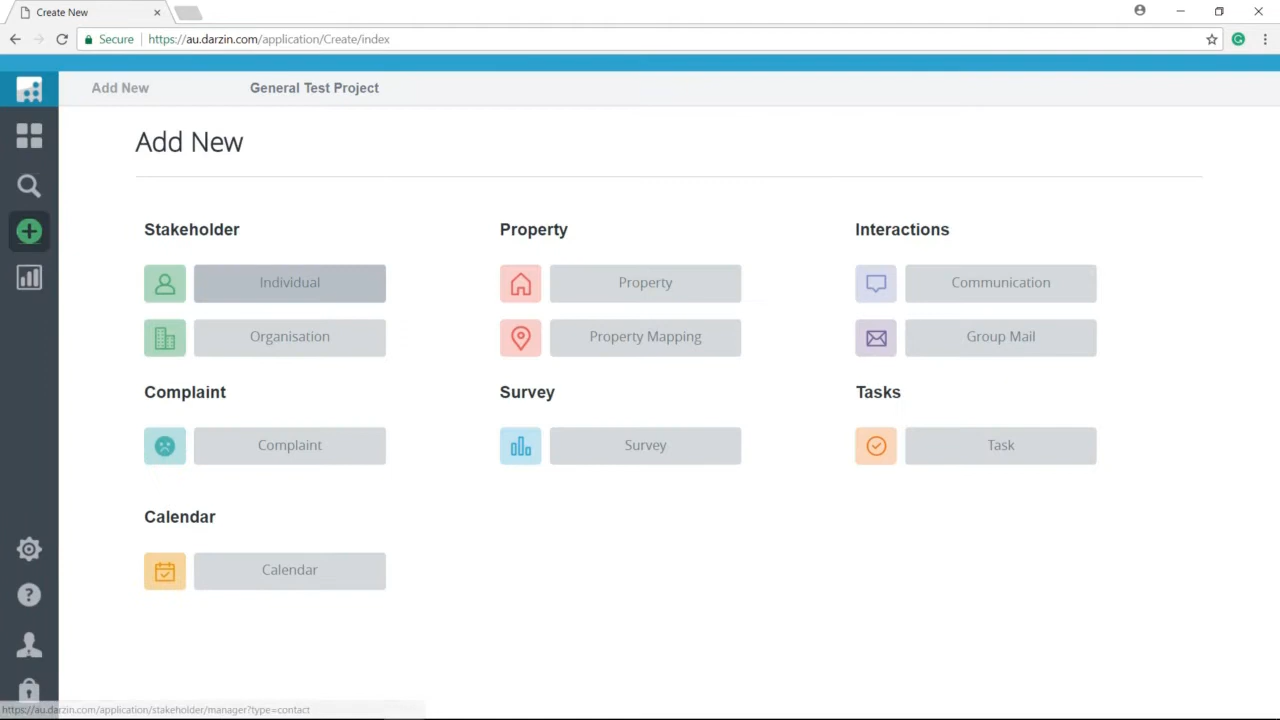 Create New
Secure https://au.darzin.com/application/Create/index
Add New General Test Project
Add New
Stakeholder Property Interactions
Individual Property Communication
Organisation Property Mapping Group Mail
Complaint Survey Tasks
Complaint Survey Task
Calendar
Calendar
https://au.darzin.com/application/stakeholder/manager?type=contact